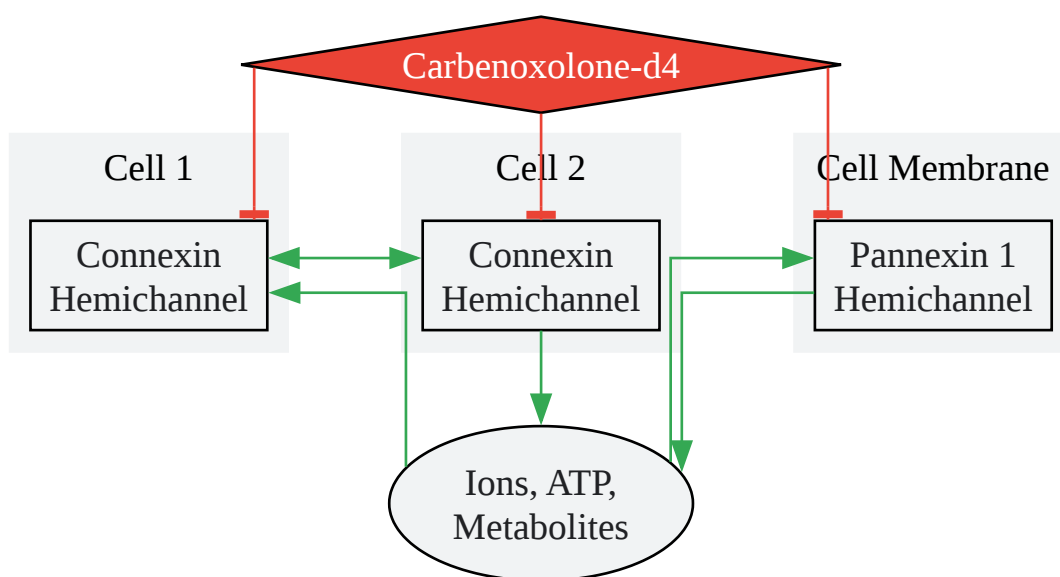 Carbenoxolone-d4
Cell 1
Cell 2
Cell Membrane
Connexin
Hemichannel
Connexin
Hemichannel
Pannexin 1
Hemichannel
Ions, ATP,
Metabolites